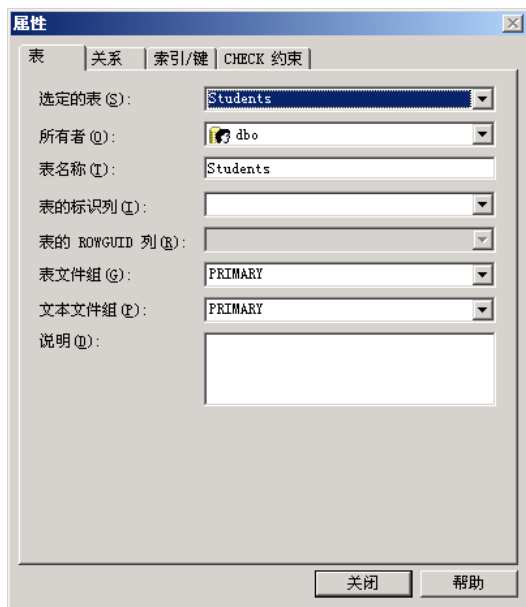 属性
表 关系 索引/键 CHECK 约束
选定的表(S): Students
所有者(O): dbo
表名称(T): Students
表的标识列(I):
表的 ROWGUID 列(R):
表文件组(G): PRIMARY
文本文件组(P): PRIMARY
说明(D):
关闭 帮助